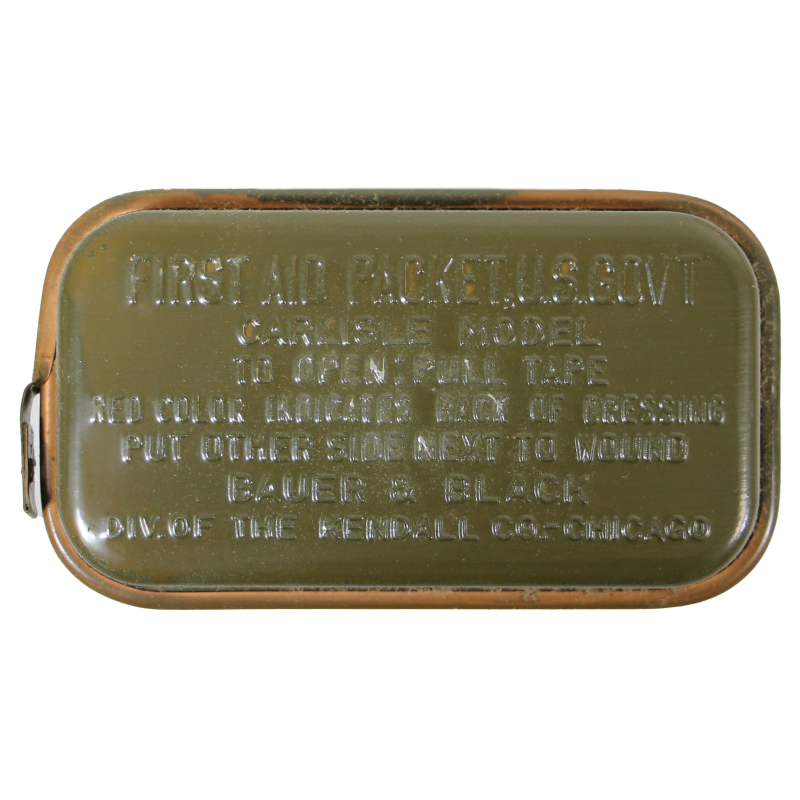 FIRST AID PACKET, U.S. GOV'T
CARLISLE MODEL
TO OPEN: PULL TAPE
RED COLOR INDICATES BACK OF DRESSING
PUT OTHER SIDE NEXT TO WOUND
BAUER & BLACK
DIV. OF THE KENDALL CO.-CHICAGO